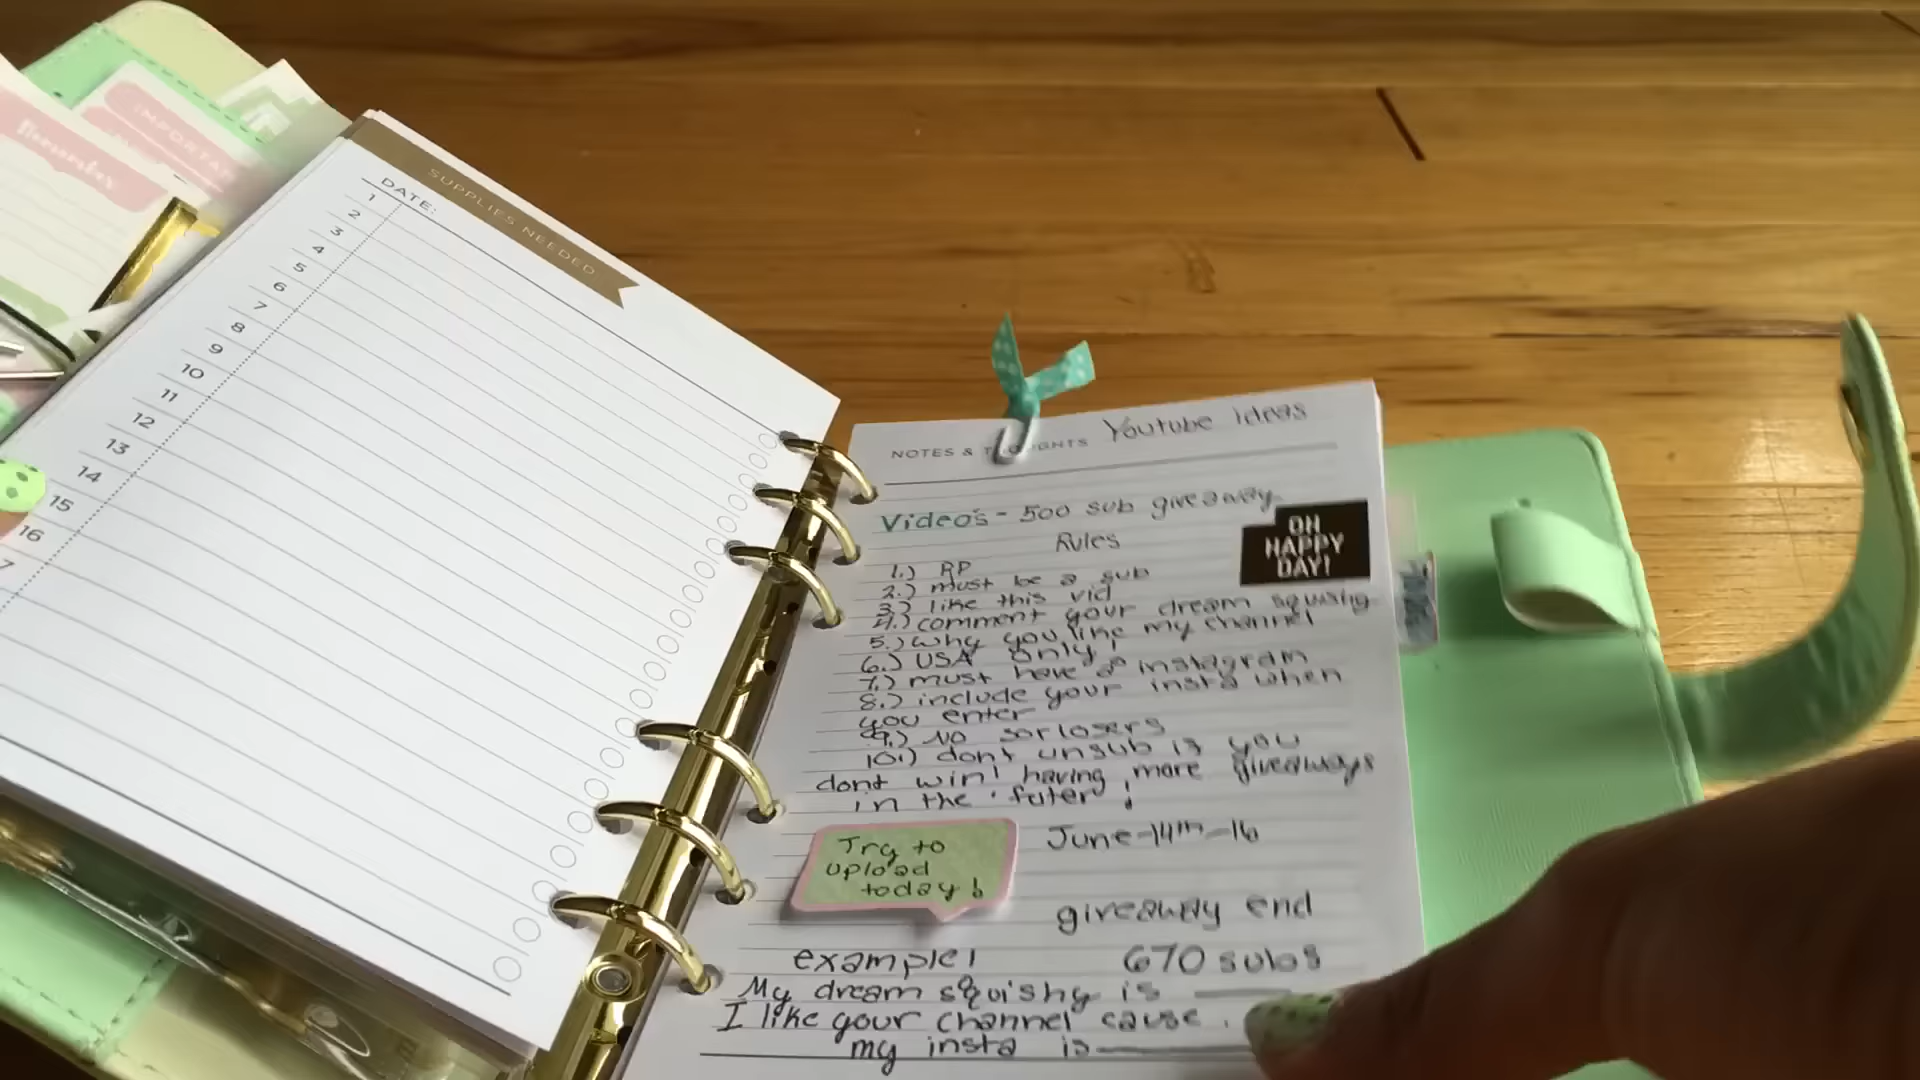 IMPORTAN
SUPPLIES NEEDED
DATE:
1
2
3
4
5
6
7
8
9
10
11
12
13
14
15
16
7
NOTES & THOUGHTS Youtube ideas
Video's - 500 sub giveaway
Rules
OH
HAPPY
DAY!
1.) RP
2.) must be a sub
3.) like this vid
4.) comment your dream squishy
5.) why you like my channel
6.) USA only!
7.) must have a instagram
8.) include your insta when
you enter
9.) No sorlosers
10.) dont unsub is you
dont win! having more giveaways
in the futer!
Try to
upload
today!
June-14th-16
giveaway end
670 subs
example!
My dream squishy is
I like your channel cause
my insta is